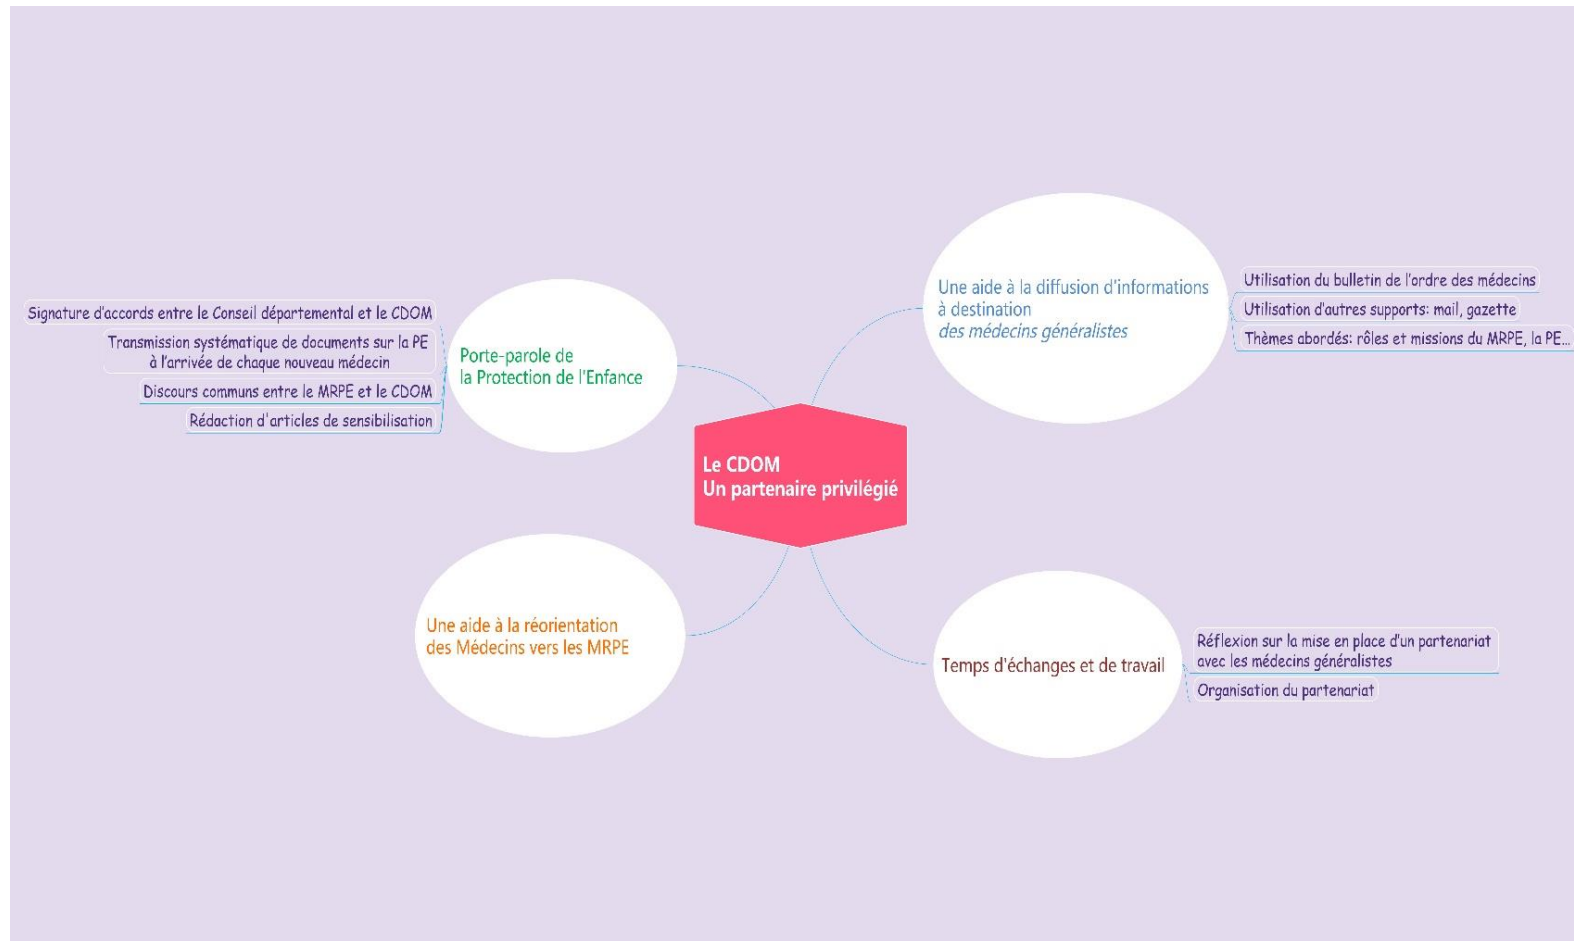 Le CDOM
Un partenaire privilégié
Une aide à la diffusion d'informations
à destination
des médecins généralistes
Utilisation du bulletin de l'ordre des médecins
Utilisation d'autres supports: mail, gazette
Thèmes abordés: rôles et missions du MRPE, la PE...
Temps d'échanges et de travail
Réflexion sur la mise en place d'un partenariat
avec les médecins généralistes
Organisation du partenariat
Une aide à la réorientation
des Médecins vers les MRPE
Porte-parole de
la Protection de l'Enfance
Signature d'accords entre le Conseil départemental et le CDOM
Transmission systématique de documents sur la PE
à l'arrivée de chaque nouveau médecin
Discours communs entre le MRPE et le CDOM
Rédaction d'articles de sensibilisation